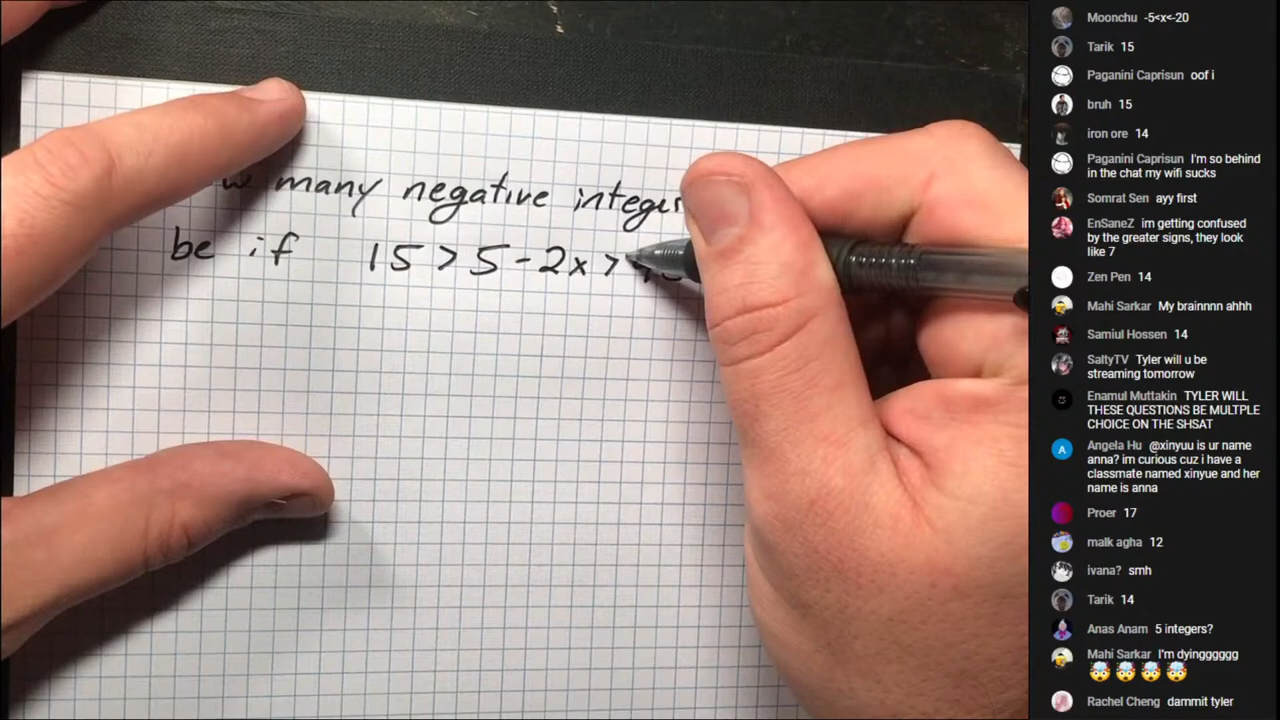 many negative integers
be if 15 > 5 - 2x >
Moonchu -5<x<-20
Tarik 15
Paganini Caprisun oof i
bruh 15
iron ore 14
Paganini Caprisun I'm so behind
in the chat my wifi sucks
Somrat Sen ayy first
EnSaneZ im getting confused
by the greater signs, they look
like 7
Zen Pen 14
Mahi Sarkar My brainnnn ahhh
Samiul Hossen 14
SaltyTV Tyler will u be
streaming tomorrow
Enamul Muttakin TYLER WILL
THESE QUESTIONS BE MULTPLE
CHOICE ON THE SHSAT
A Angela Hu @xinyuu is ur name
anna? im curious cuz i have a
classmate named xinyue and her
name is anna
Proer 17
malk agha 12
ivana? smh
Tarik 14
Anas Anam 5 integers?
Mahi Sarkar I'm dyingggggg
🤯 🤯 🤯 🤯
Rachel Cheng dammit tyler